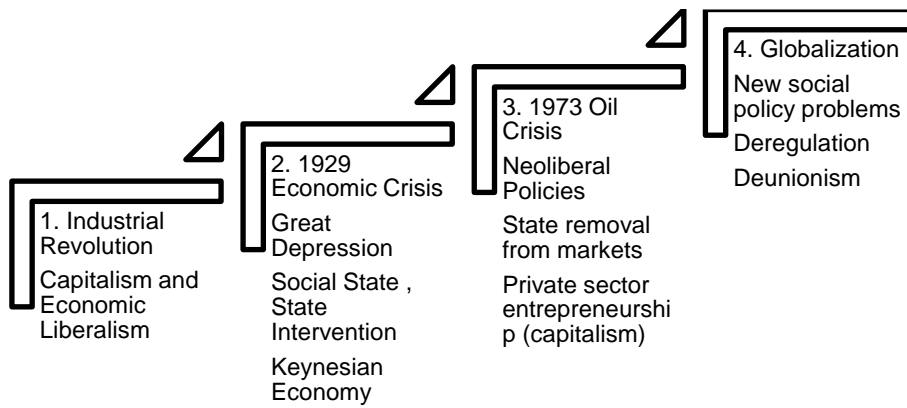 1. Industrial
Revolution
Capitalism and
Economic
Liberalism
2. 1929
Economic Crisis
Great
Depression
Social State ,
State
Intervention
Keynesian
Economy
3. 1973 Oil
Crisis
Neoliberal
Policies
State removal
from markets
Private sector
entrepreneurshi
p (capitalism)
4. Globalization
New social
policy problems
Deregulation
Deunionism